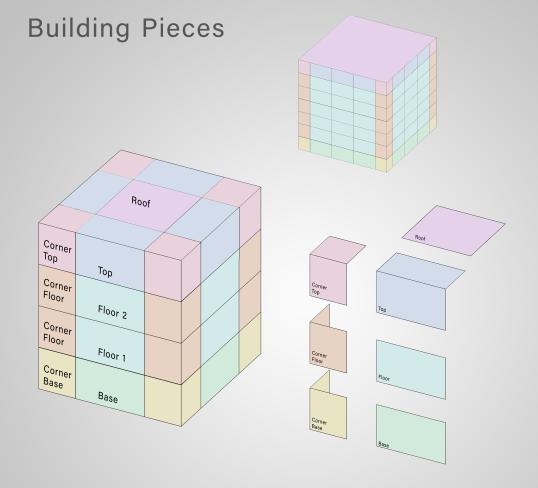 Building Pieces
Roof
Corner
Top
Top
Corner
Floor
Floor 2
Corner
Floor
Floor 1
Corner
Base
Base
Roof
Corner
Top
Top
Corner
Floor
Floor
Corner
Base
Base